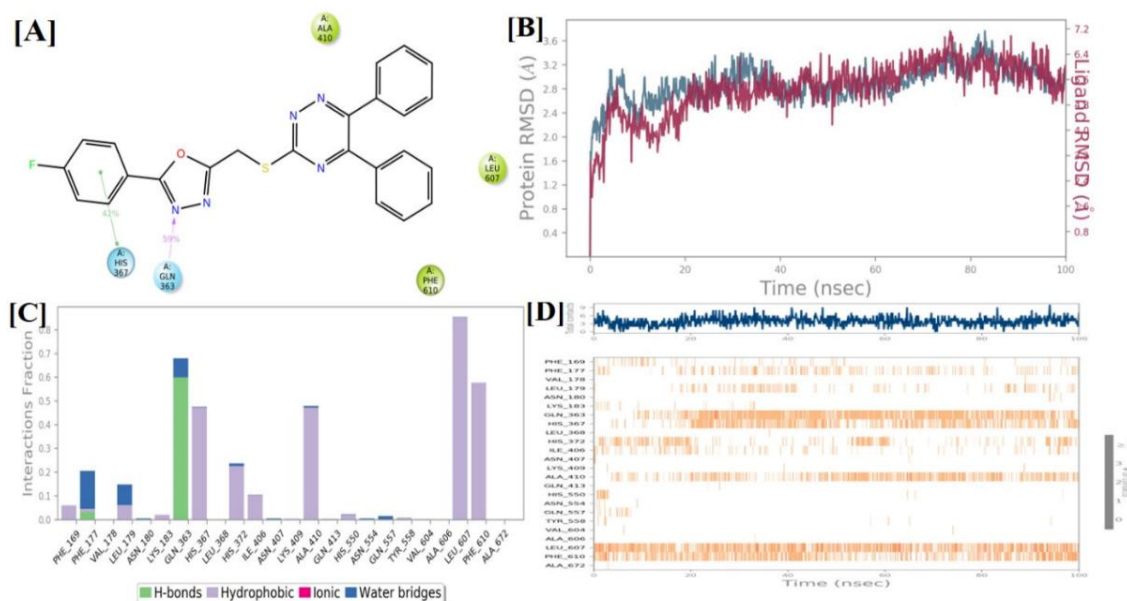 [A]
A:
ALA
410
N
N
N
N
S
O
N
N
F
A:
LEU
607
42%
59%
A:
HIS
367
A:
GLN
363
A:
PHE
610
[B]
Protein RMSD (Å)
3.6
3.2
2.8
2.4
2.0
1.6
1.2
0.8
0.4
7.2
6.4
0.8
Ligand RMSD (Å)
0 20 40 60 80 100
Time (nsec)
[C]
Interactions Fraction
0.8
0.7
0.6
0.5
0.4
0.3
0.2
0.1
0.0
PHE_169
PHE_177
VAL_178
LEU_179
ASN_180
LYS_183
GLN_363
HIS_367
LEU_368
HIS_372
ILE_406
ASN_407
LYS_409
ALA_410
GLN_413
HIS_550
ASN_554
GLN_557
TYR_558
VAL_604
ALA_606
LEU_607
PHE_610
ALA_672
H-bonds Hydrophobic Ionic Water bridges
[D]
Total contacts
0 20 40 60 80 100
PHE_169
PHE_177
VAL_178
LEU_179
ASN_180
LYS_183
GLN_363
HIS_367
LEU_368
HIS_372
ILE_406
ASN_407
LYS_409
ALA_410
GLN_413
HIS_550
ASN_554
GLN_557
TYR_558
VAL_604
ALA_606
LEU_607
PHE_610
ALA_672
0 20 40 60 80 100
Time (nsec)